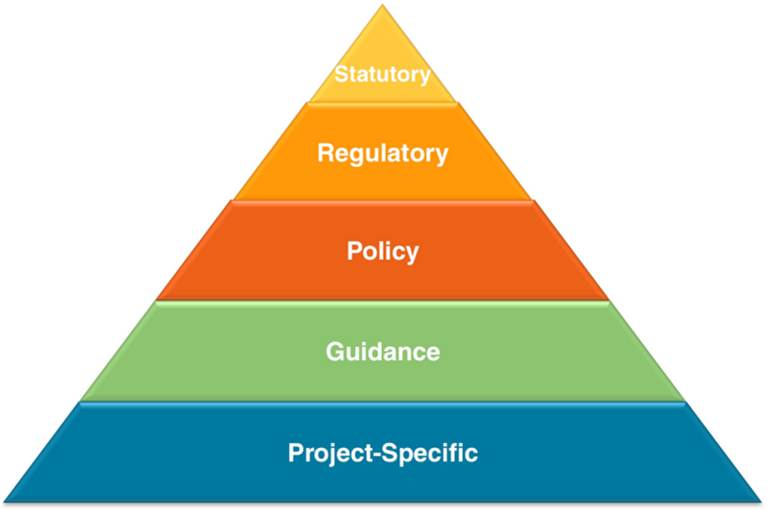 Statutory
Regulatory
Policy
Guidance
Project-Specific